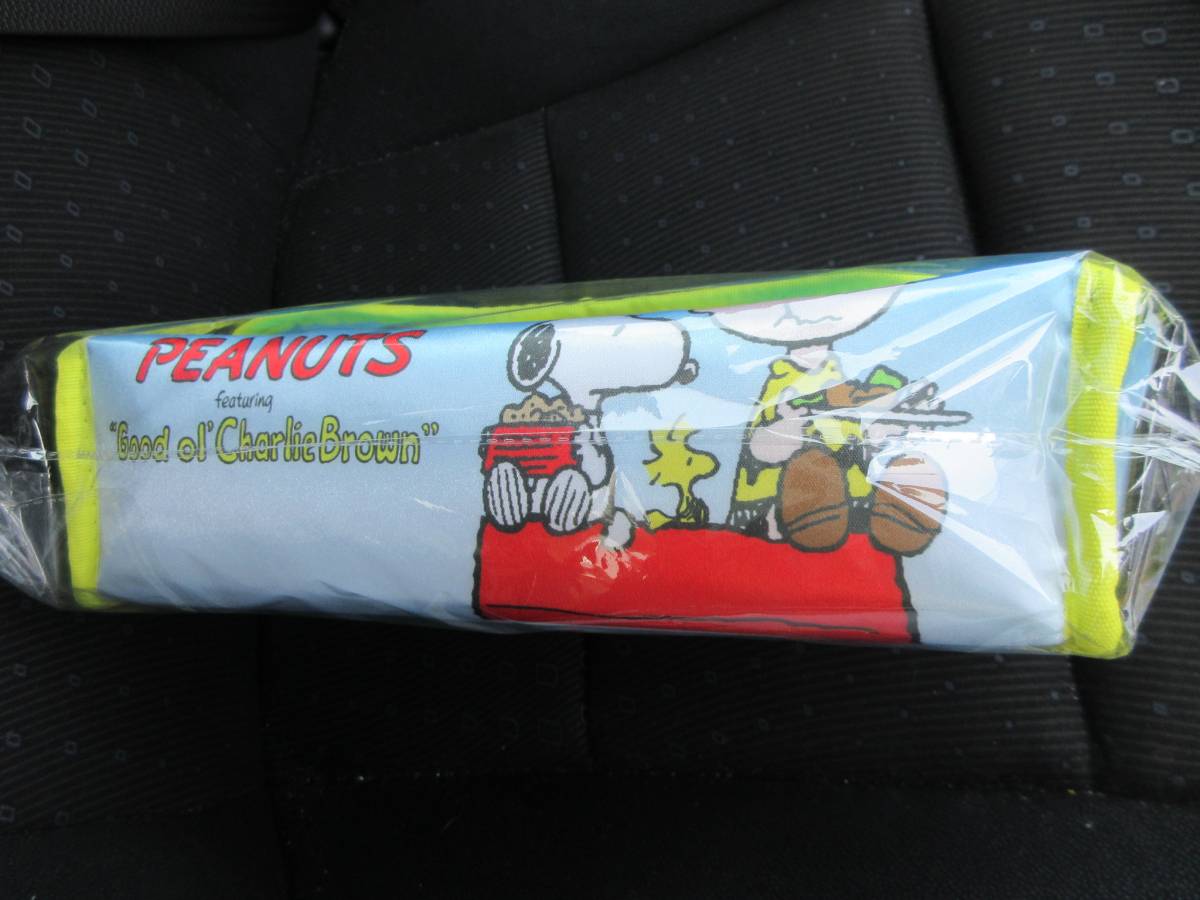 PEANUTS
featuring
"Good ol' Charlie Brown"